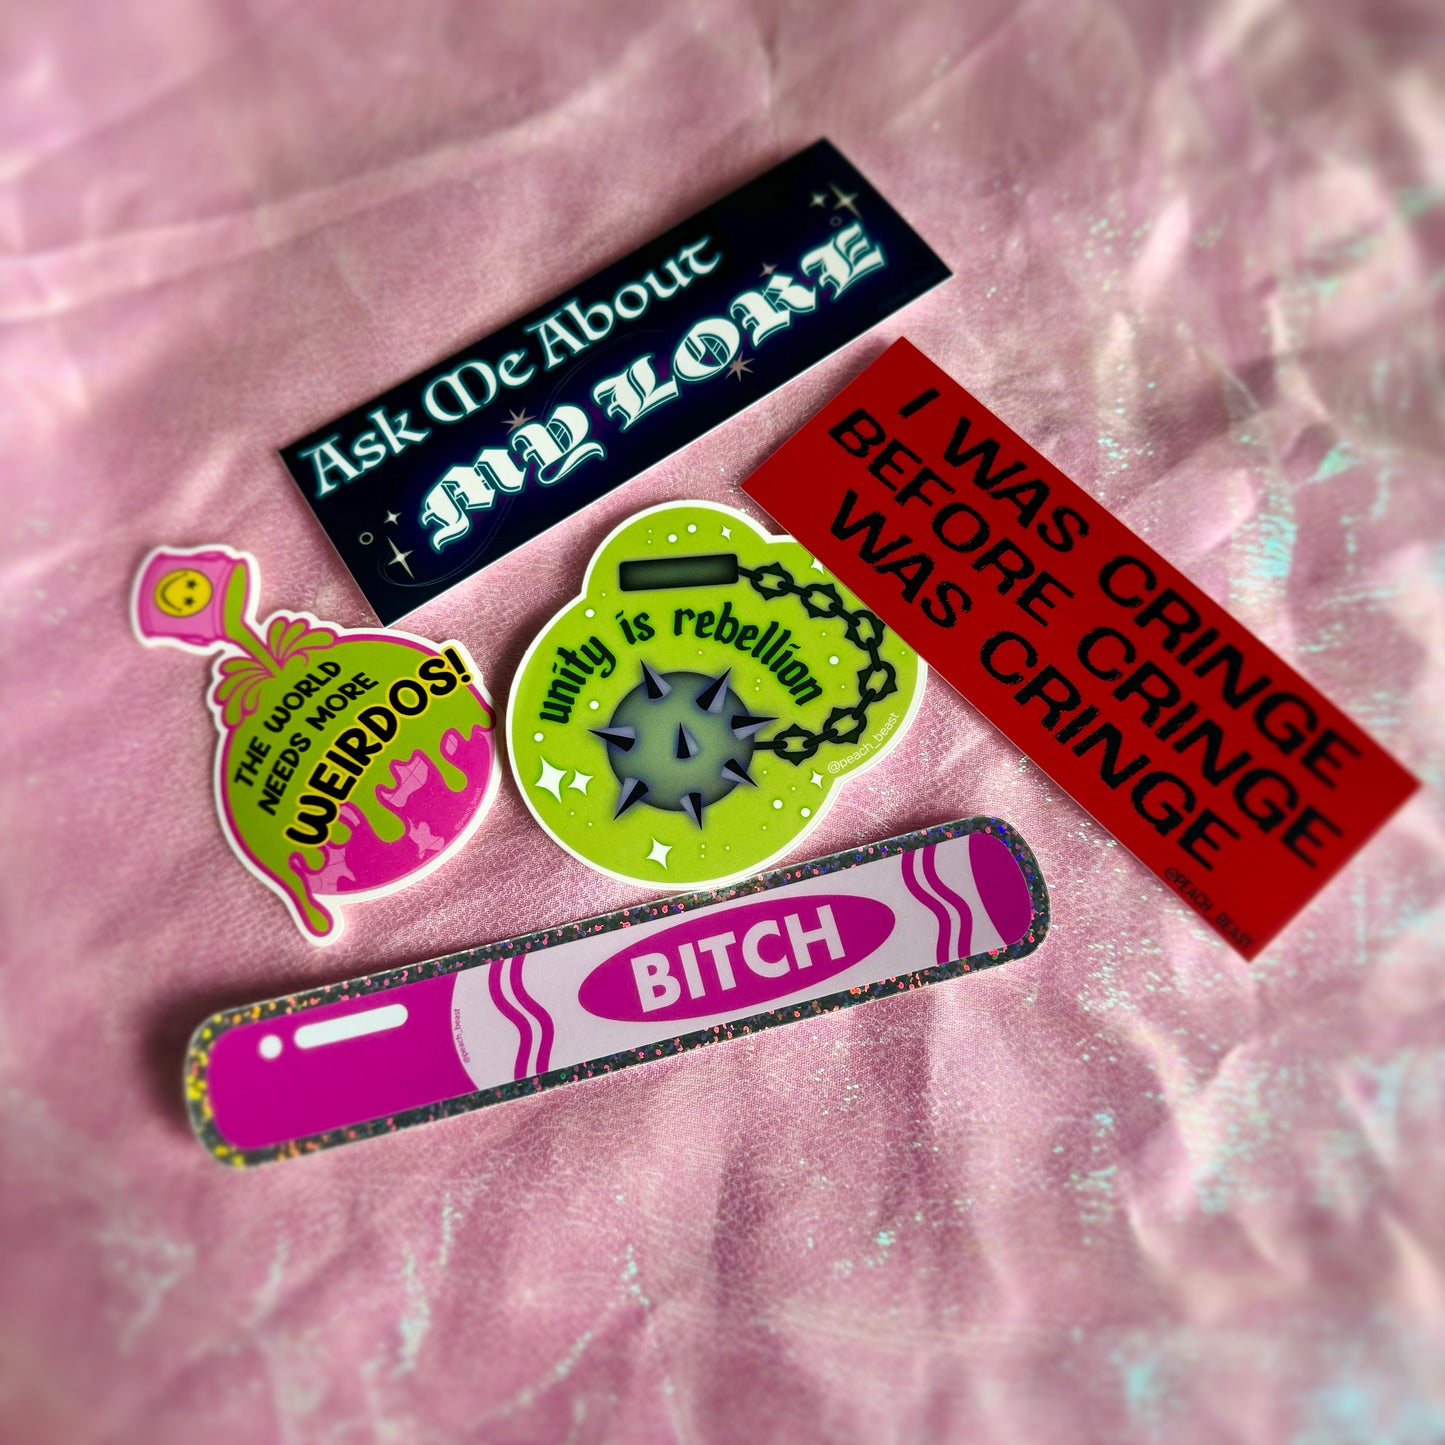 Ask Me About
MY LORE
I WAS CRINGE
BEFORE CRINGE
WAS CRINGE
@PEACH_BEAST
unity is rebellion
@peach_beast
THE WORLD
NEEDS MORE
WEIRDOS!
BITCH
@peach_beast